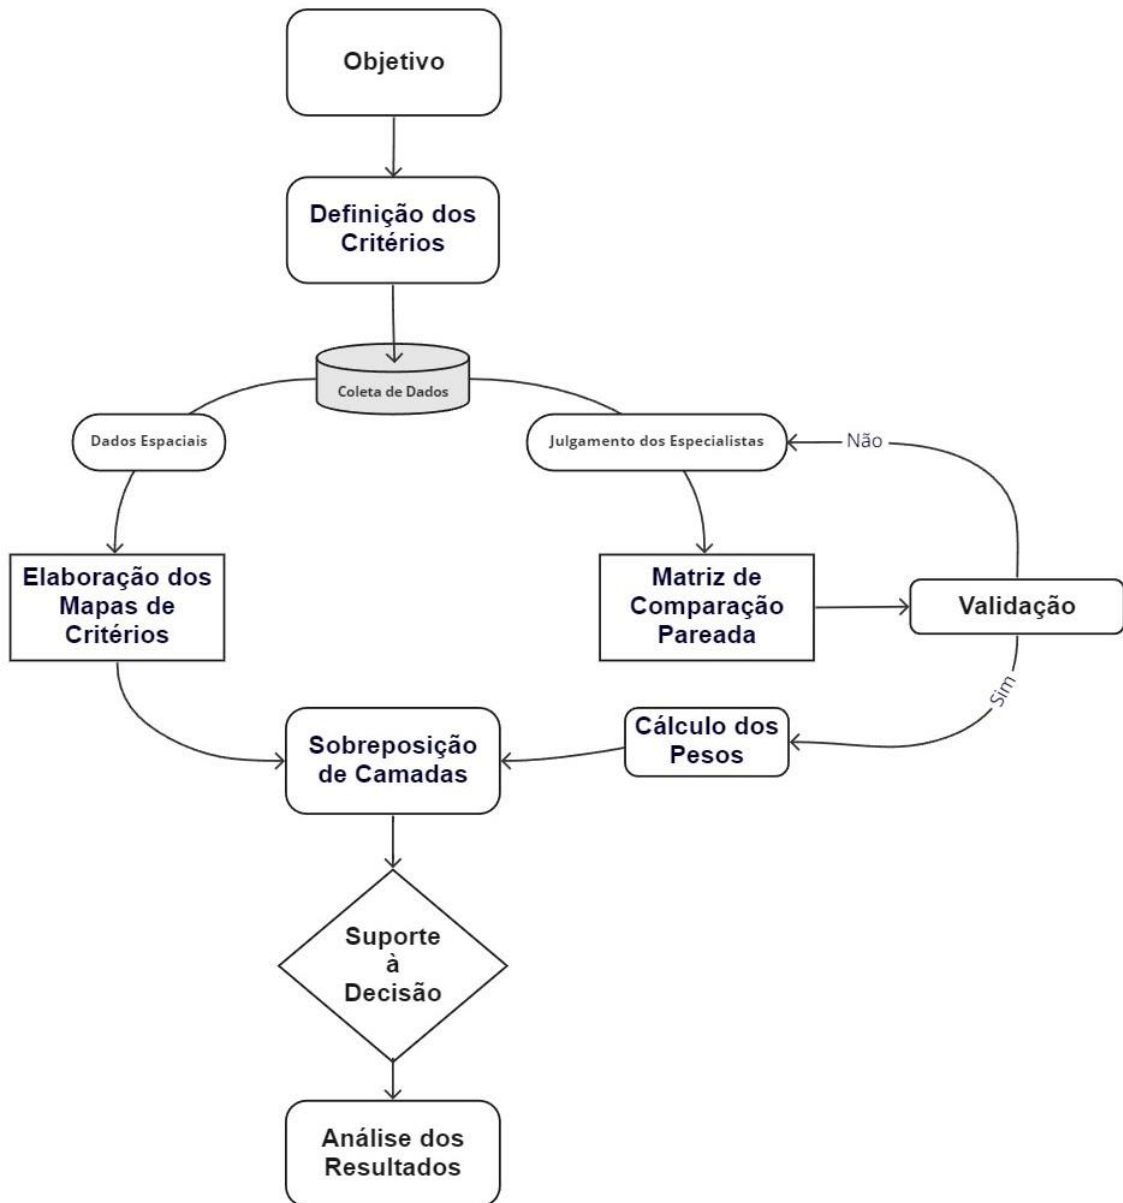 Objetivo
Definição dos
Critérios
Coleta de Dados
Dados Espaciais
Julgamento dos Especialistas
Não
Elaboração dos
Mapas de
Critérios
Matriz de
Comparação
Pareada
Validação
Sim
Sobreposição
de Camadas
Cálculo dos
Pesos
Suporte
à
Decisão
Análise dos
Resultados